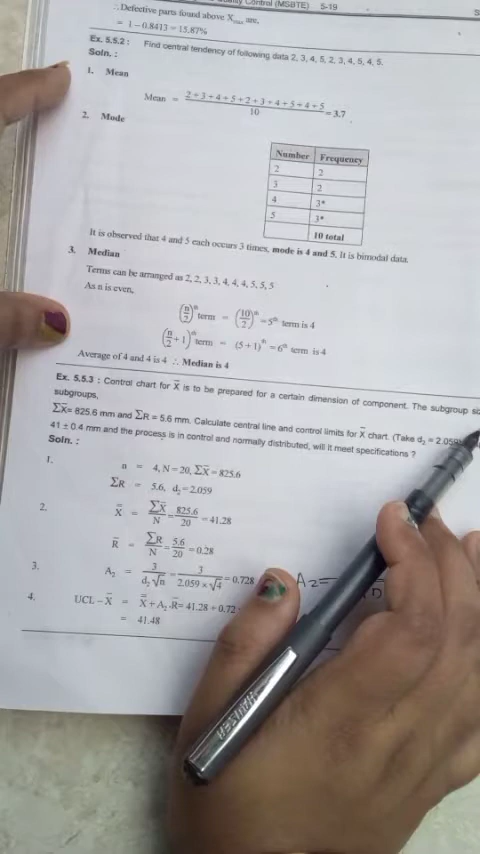 Quality Control (MSBTE) 5-19
∴ Defective parts found above X̄max are,
= 1 – 0.8413 = 15.87%
Ex. 5.5.2 : Find central tendency of following data 2, 3, 4, 5, 2, 3, 4, 5, 4, 5.
Soln. :
1. Mean
Mean = (2 + 3 + 4 + 5 + 2 + 3 + 4 + 5 + 4 + 5)/10 = 3.7
2. Mode
Number Frequency
2 2
3 2
4 3*
5 3*
10 total
It is observed that 4 and 5 each occurs 3 times, mode is 4 and 5. It is bimodal data.
3. Median
Terms can be arranged as 2, 2, 3, 3, 4, 4, 4, 5, 5, 5
As n is even,
(n/2)th term = (10/2)th = 5th term is 4
(n/2 + 1)th term = (5 + 1)th = 6th term is 4
Average of 4 and 4 is 4 ∴ Median is 4
Ex. 5.5.3 : Control chart for X̄ is to be prepared for a certain dimension of component. The subgroup
subgroups,
ΣX̄ = 825.6 mm and ΣR = 5.6 mm. Calculate central line and control limits for X̄ chart. (Take d2 = 2.059)
41 ± 0.4 mm and the process is in control and normally distributed, will it meet specifications ?
Soln. :
1. n = 4, N = 20, ΣX̄ = 825.6
ΣR = 5.6, d2 = 2.059
2. X̿ = ΣX̄/N = 825.6/20 = 41.28
R̄ = ΣR/N = 5.6/20 = 0.28
3. A2 = 3/(d2 √n) = 3/(2.059 × √4) = 0.728 A2 =
4. UCL – X̄ = X̿ + A2 .R̄ = 41.28 + 0.72
= 41.48